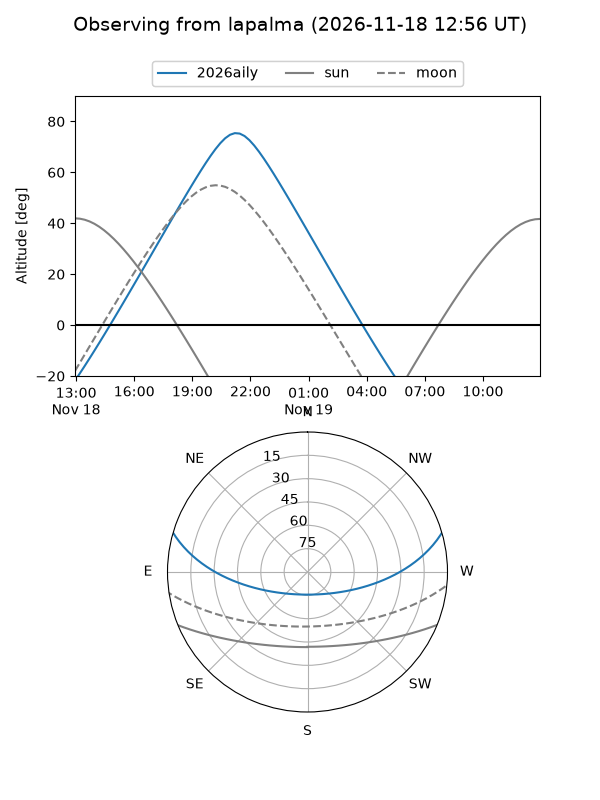 Observing from lapalma (2026-11-18 12:56 UT)
2026aily sun moon
Altitude [deg]
80
60
40
20
0
−20
13:00 16:00 19:00 22:00 01:00 04:00 07:00 10:00
Nov 18 Nov 19
N
NE NW
15
30
45
60
75
E W
SE SW
S